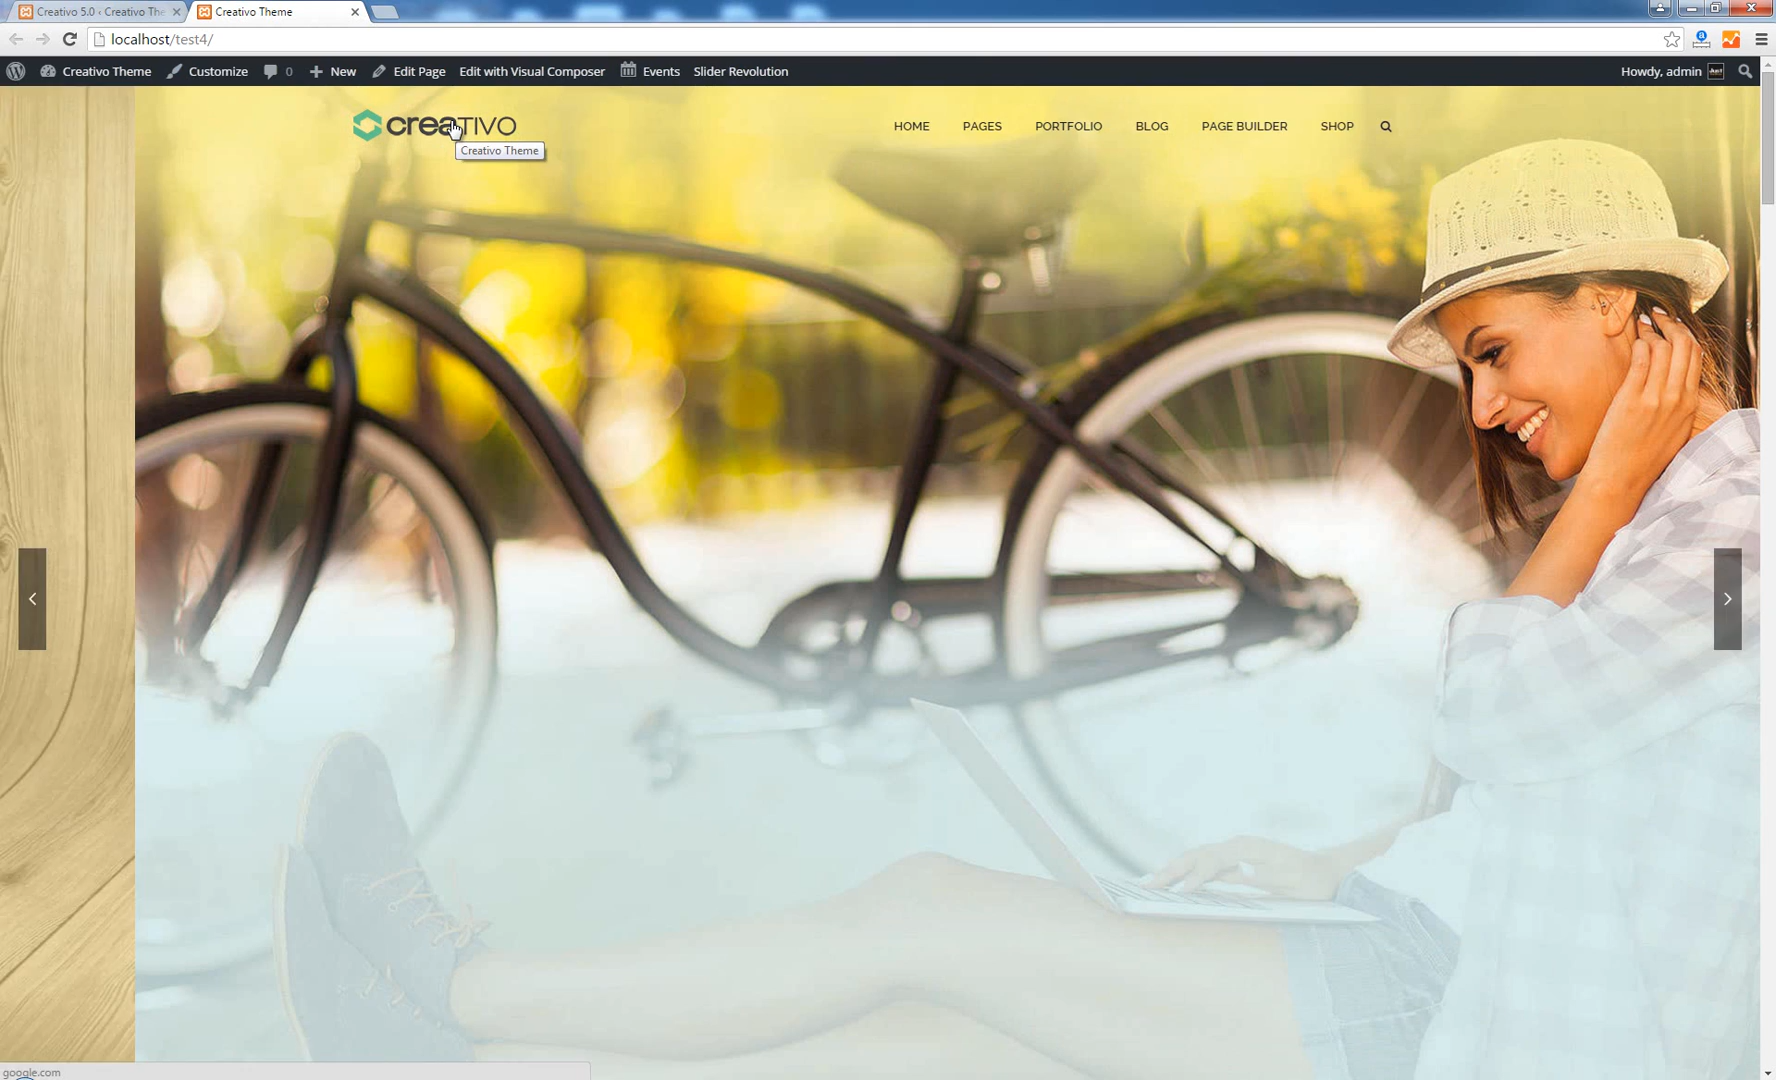 Creativo 5.0 ‹ Creativo The
Creativo Theme
localhost/test4/
Creativo Theme
Customize
0
New
Edit Page
Edit with Visual Composer
Events
Slider Revolution
Howdy, admin
creaTIVO
HOME
PAGES
PORTFOLIO
BLOG
PAGE BUILDER
SHOP
Creativo Theme
google.com